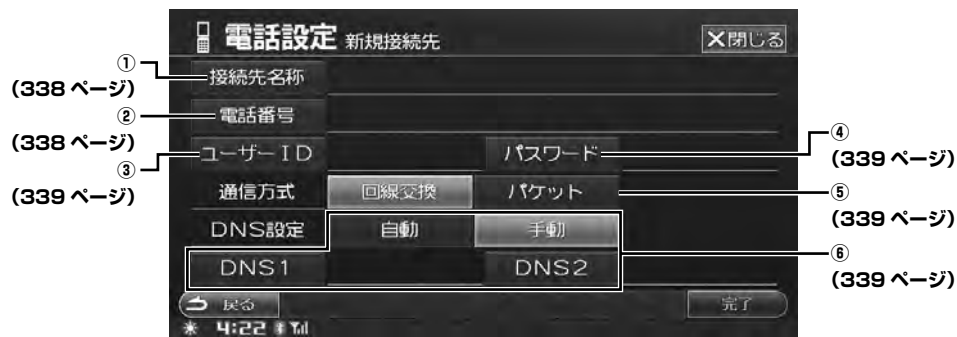 電話設定 新規接続先 ×閉じる
① (338 ページ)
接続先名称
② (338 ページ)
電話番号
③ (339 ページ)
ユーザーID パスワード
④ (339 ページ)
通信方式 回線交換 パケット
⑤ (339 ページ)
DNS設定 自動 手動
DNS1 DNS2
⑥ (339 ページ)
戻る 完了
4:22